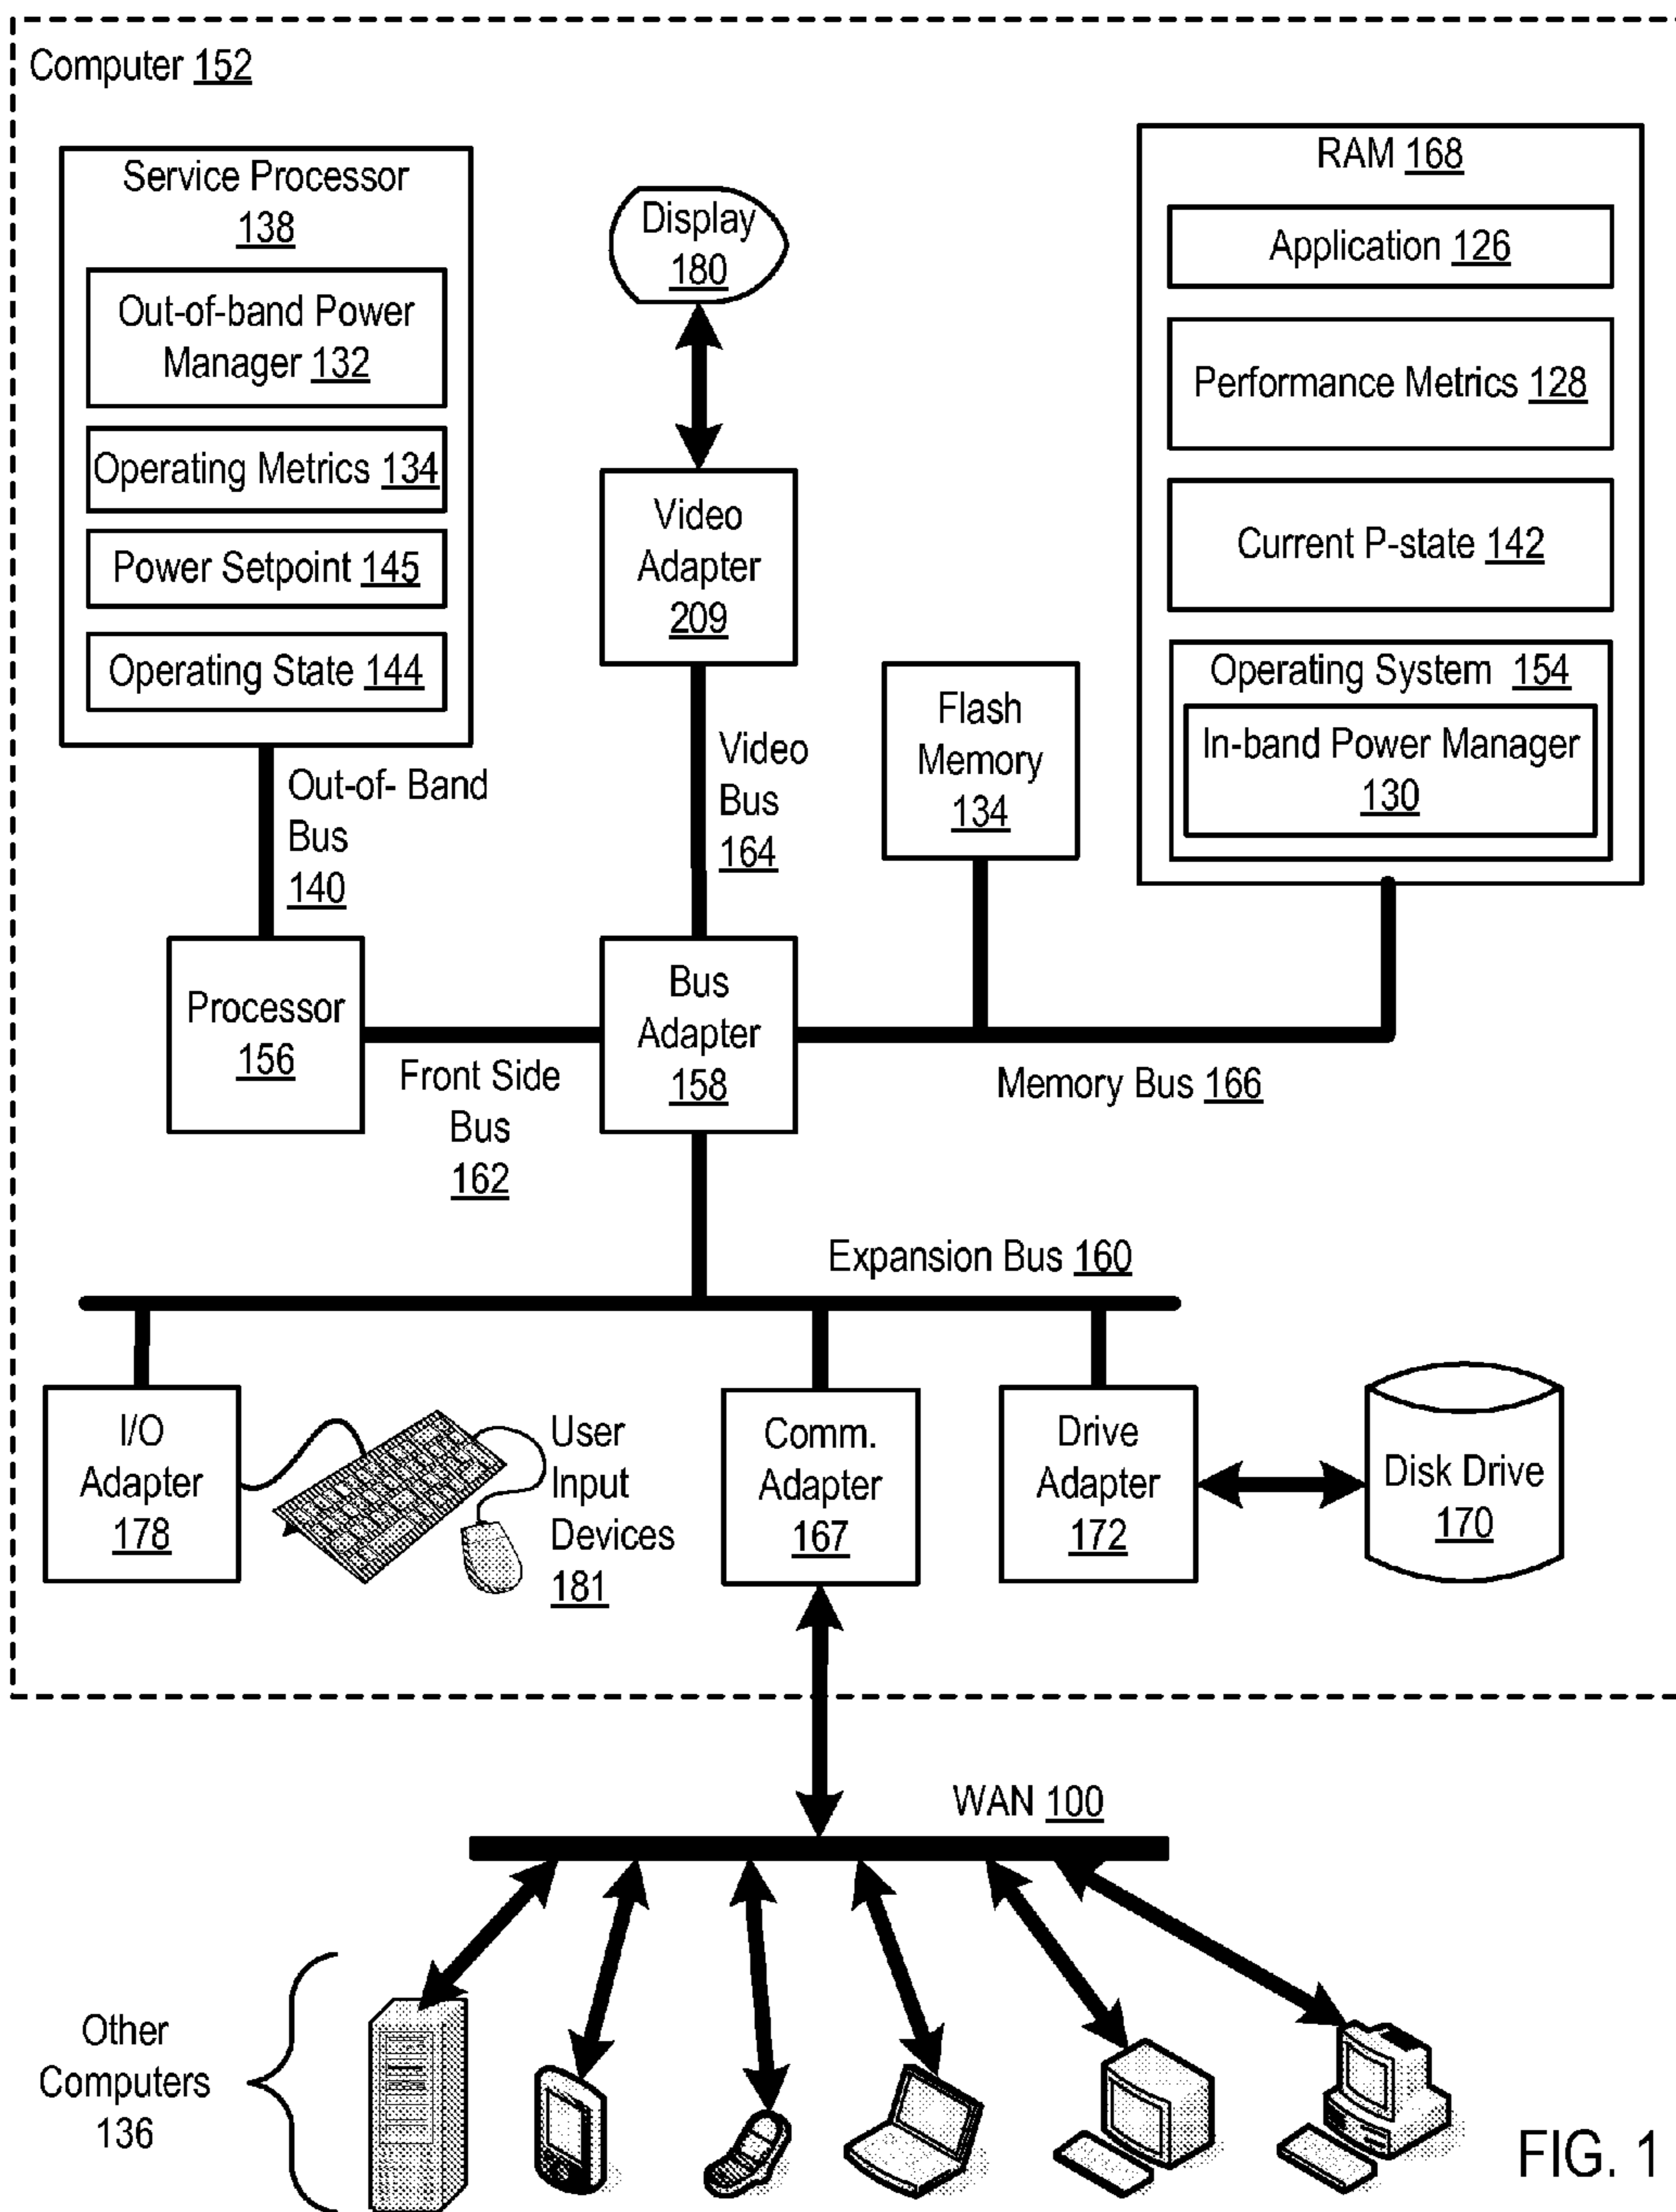 Computer 152
Service Processor
138
Out-of-band Power
Manager 132
Operating Metrics 134
Power Setpoint 145
Operating State 144
Out-of- Band
Bus
140
Display
180
Video
Adapter
209
Video
Bus
164
Flash
Memory
134
RAM 168
Application 126
Performance Metrics 128
Current P-state 142
Operating System 154
In-band Power Manager
130
Processor
156
Front Side
Bus
162
Bus
Adapter
158
Memory Bus 166
Expansion Bus 160
I/O
Adapter
178
User
Input
Devices
181
Comm.
Adapter
167
Drive
Adapter
172
Disk Drive
170
WAN 100
Other
Computers
136
FIG. 1